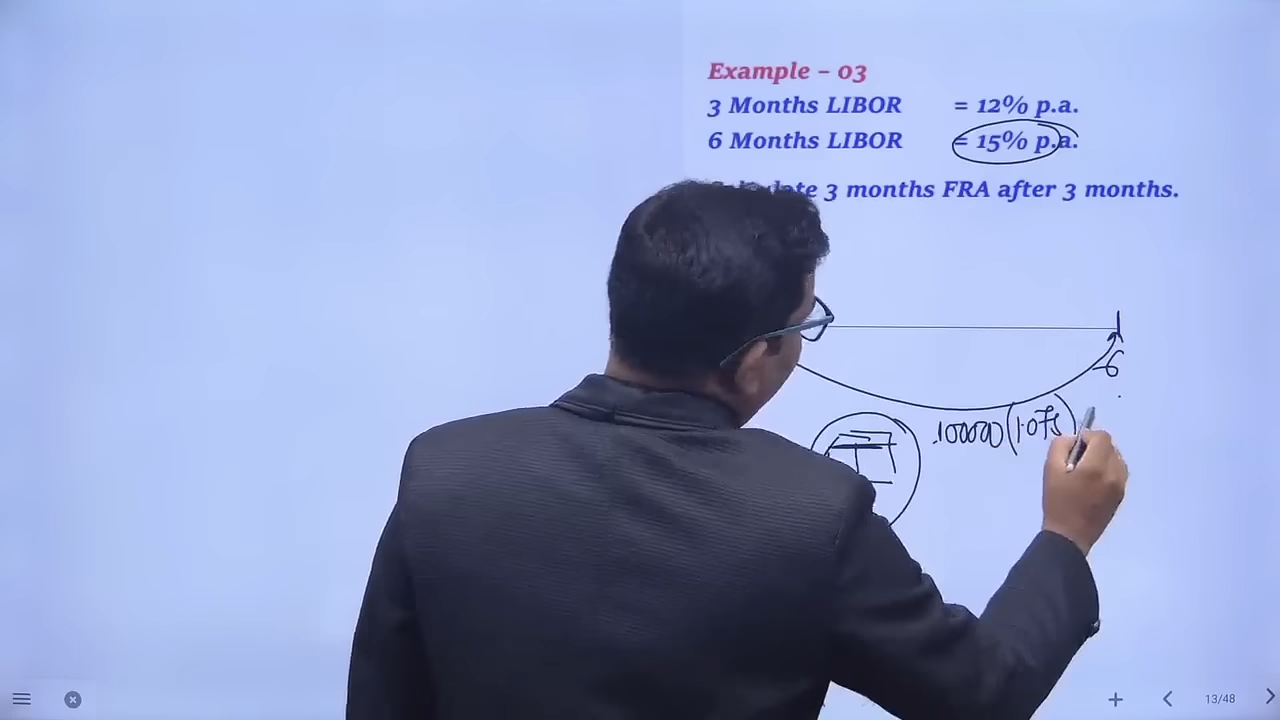 Example – 03
3 Months LIBOR = 12% p.a.
6 Months LIBOR = 15% p.a.
3 months FRA after 3 months.
6
100000 (1.075)
13/48